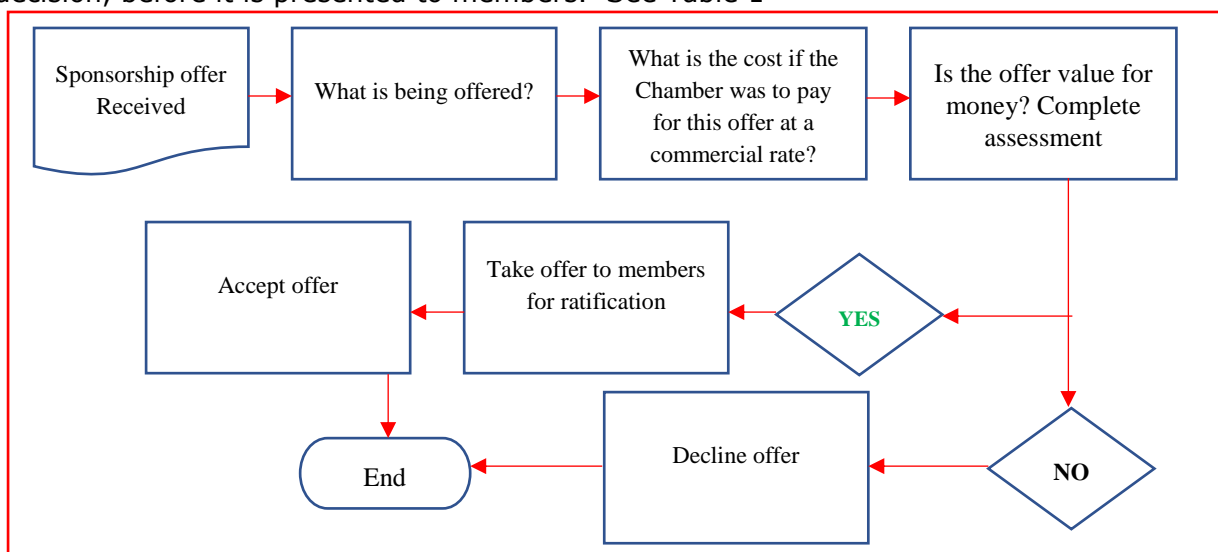 decision, before it is presented to members. See Table 1
Sponsorship offer
Received
What is being offered?
What is the cost if the
Chamber was to pay
for this offer at a
commercial rate?
Is the offer value for
money? Complete
assessment
Accept offer
Take offer to members
for ratification
YES
Decline offer
NO
End